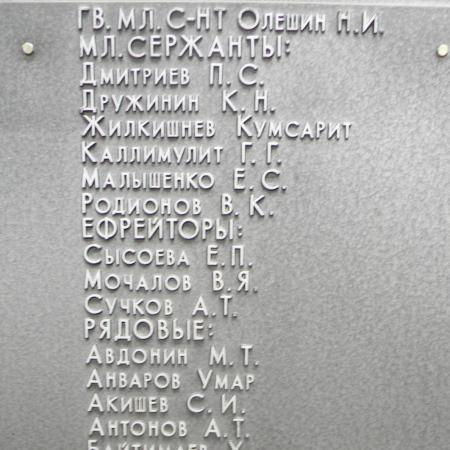 ГВ. МЛ. С-НТ ОЛЕШИН Н.И.
МЛ. СЕРЖАНТЫ:
ДМИТРИЕВ П.С.
ДРУЖИНИН К.Н.
ЖИЛКИШНЕВ КУМСАРИТ
КАЛЛИМУЛИТ Г.Г.
МАЛЫШЕНКО Е.С.
РОДИОНОВ В.К.
ЕФРЕЙТОРЫ:
СЫСОЕВА Е.П.
МОЧАЛОВ В.Я.
СУЧКОВ А.Т.
РЯДОВЫЕ:
АВДОНИН М.Т.
АНВАРОВ УМАР
АКИШЕВ С.И.
АНТОНОВ А.Т.